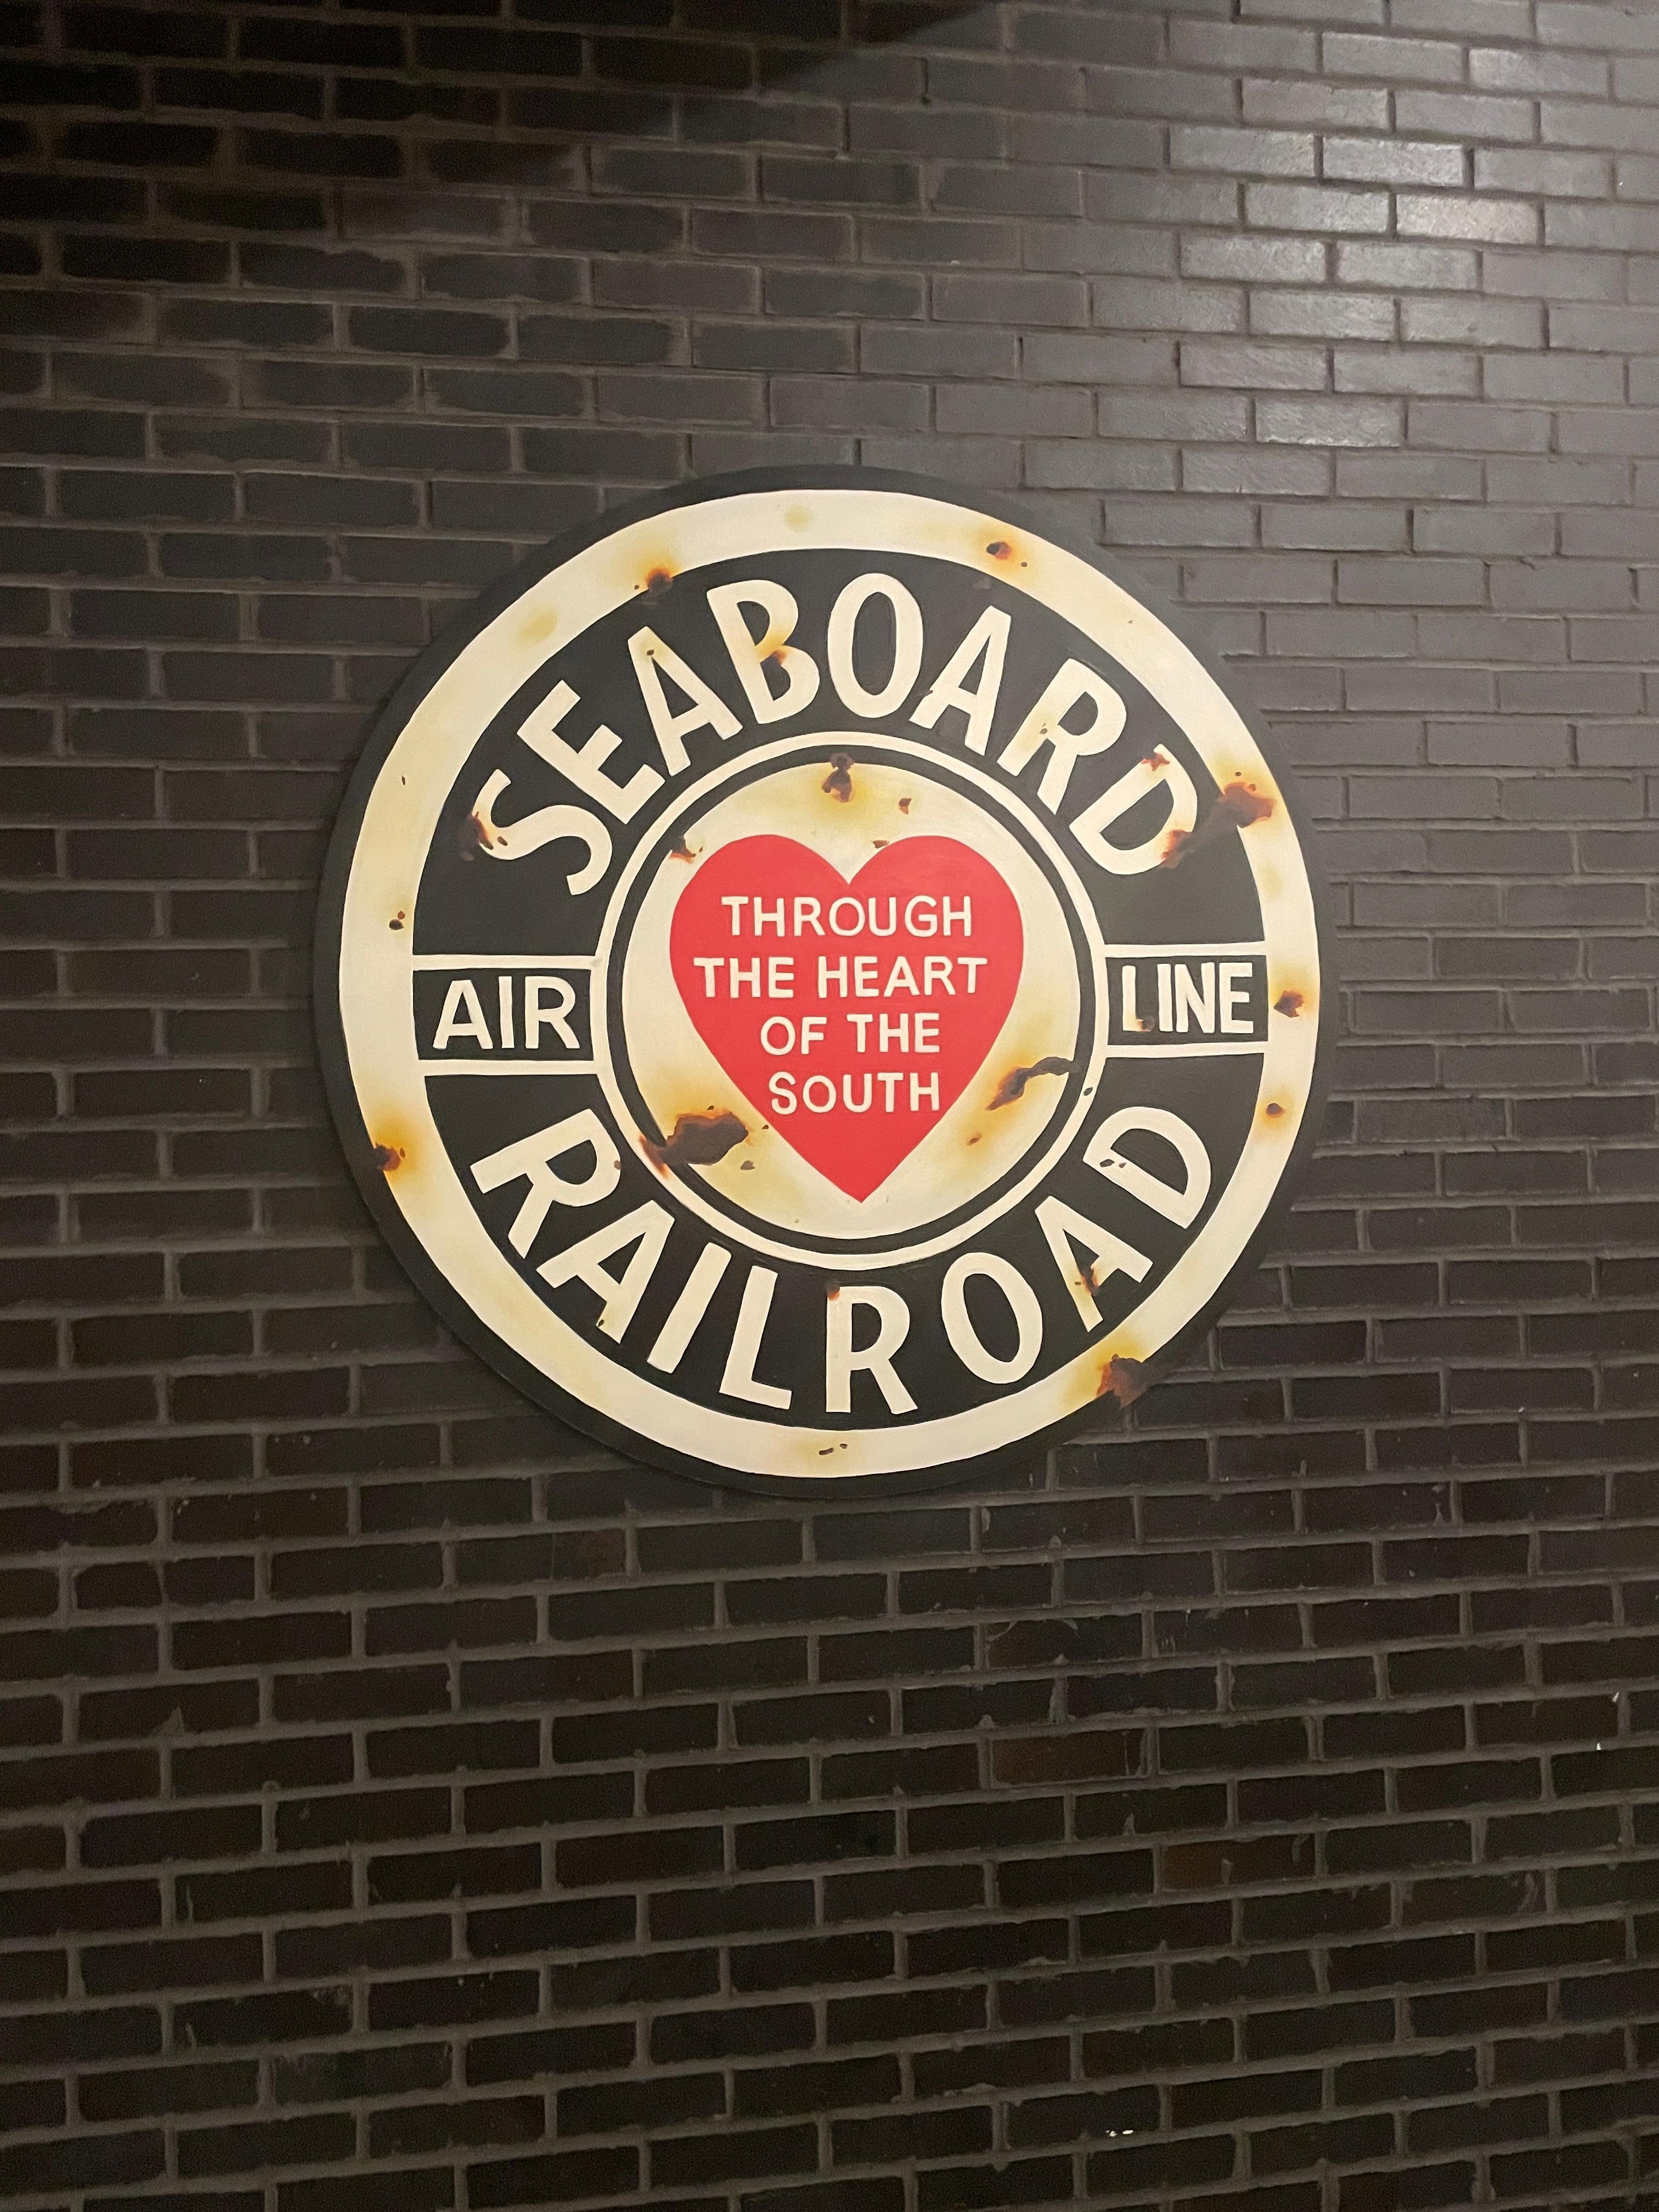 SEABOARD
AIR LINE
RAILROAD
THROUGH
THE HEART
OF THE
SOUTH